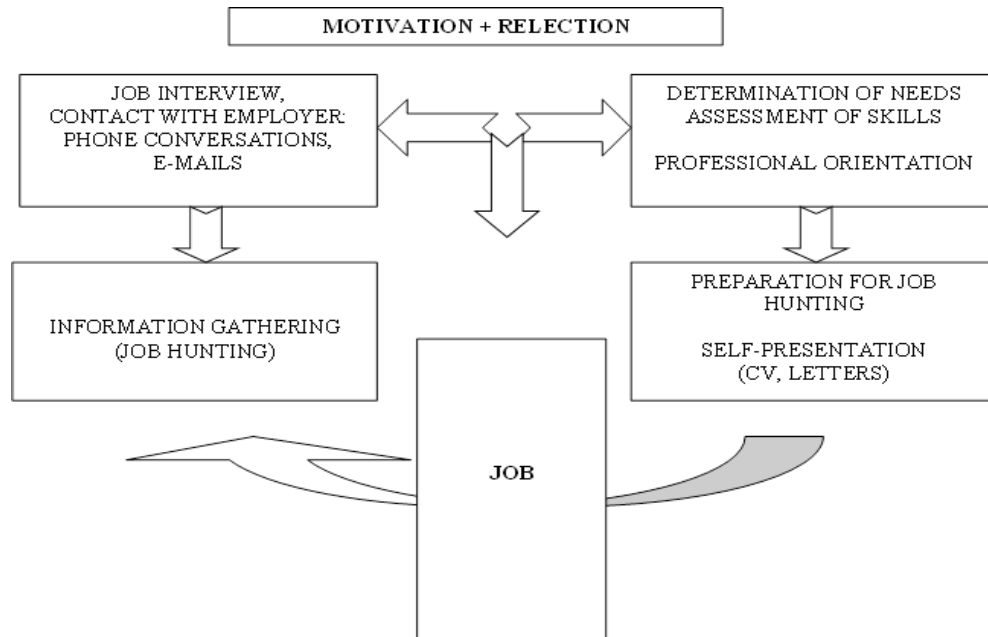 MOTIVATION + RELECTION
JOB INTERVIEW,
CONTACT WITH EMPLOYER:
PHONE CONVERSATIONS,
E-MAILS
DETERMINATION OF NEEDS
ASSESSMENT OF SKILLS
PROFESSIONAL ORIENTATION
INFORMATION GATHERING
(JOB HUNTING)
PREPARATION FOR JOB
HUNTING
SELF-PRESENTATION
(CV, LETTERS)
JOB